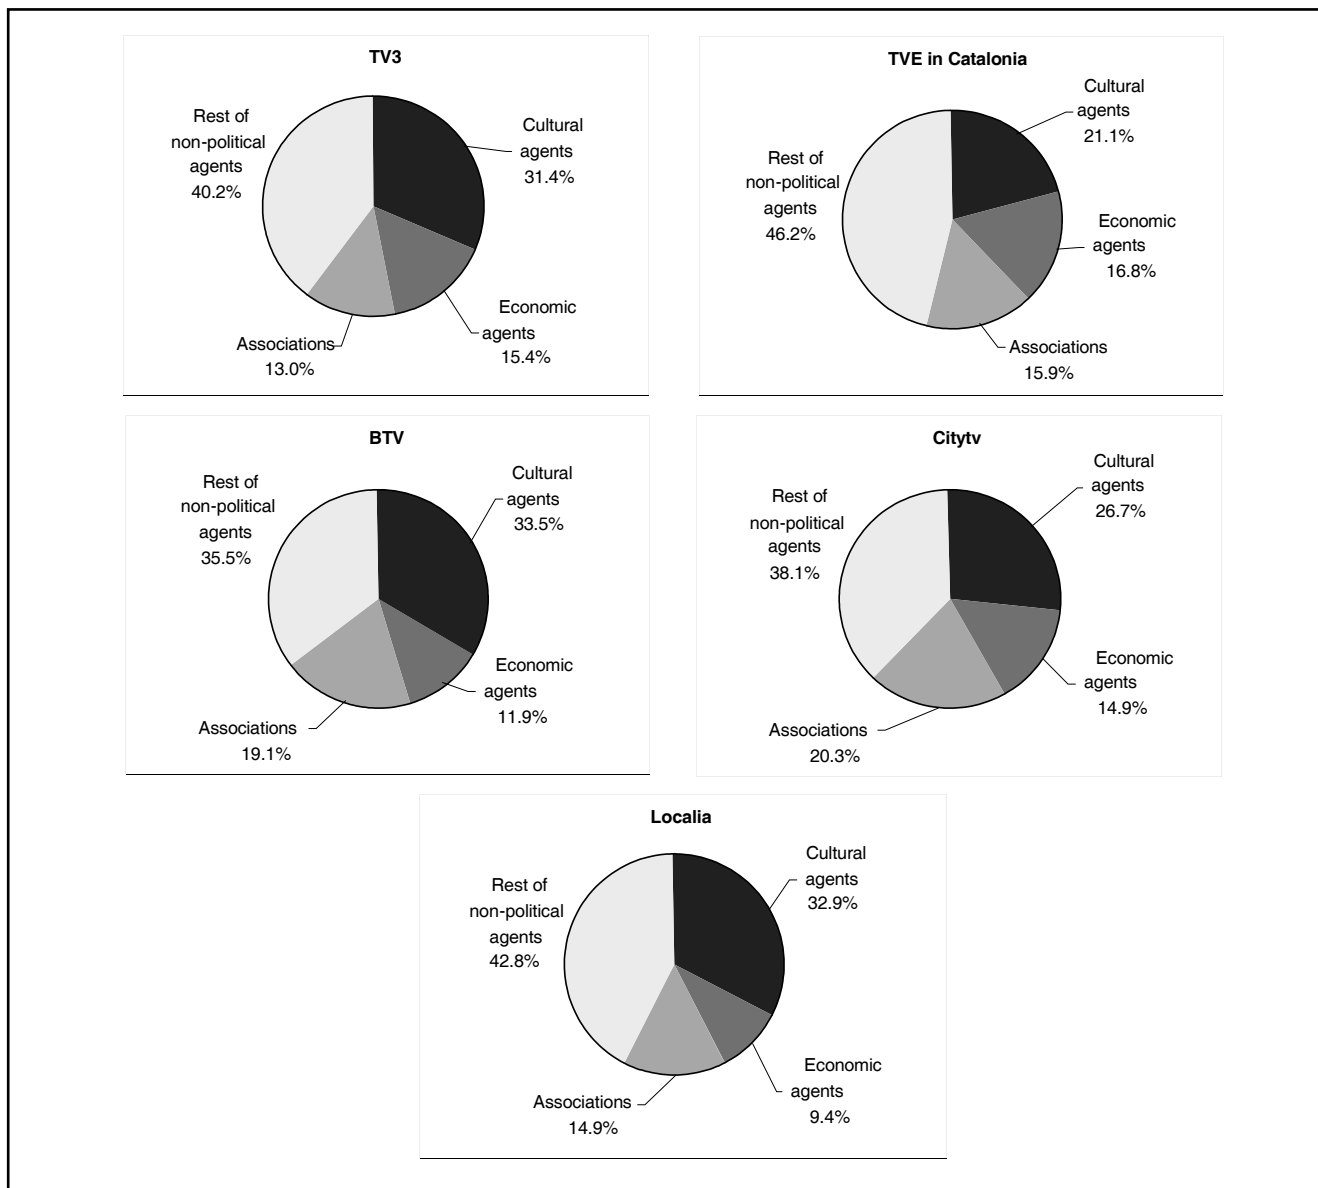 TV3
Rest of
non-political
agents
40.2%
Cultural
agents
31.4%
Economic
agents
15.4%
Associations
13.0%
TVE in Catalonia
Cultural
agents
21.1%
Rest of
non-political
agents
46.2%
Economic
agents
16.8%
Associations
15.9%
BTV
Cultural
agents
33.5%
Rest of
non-political
agents
35.5%
Economic
agents
11.9%
Associations
19.1%
Citytv
Cultural
agents
26.7%
Rest of
non-political
agents
38.1%
Economic
agents
14.9%
Associations
20.3%
Localia
Cultural
agents
32.9%
Rest of
non-political
agents
42.8%
Economic
agents
9.4%
Associations
14.9%